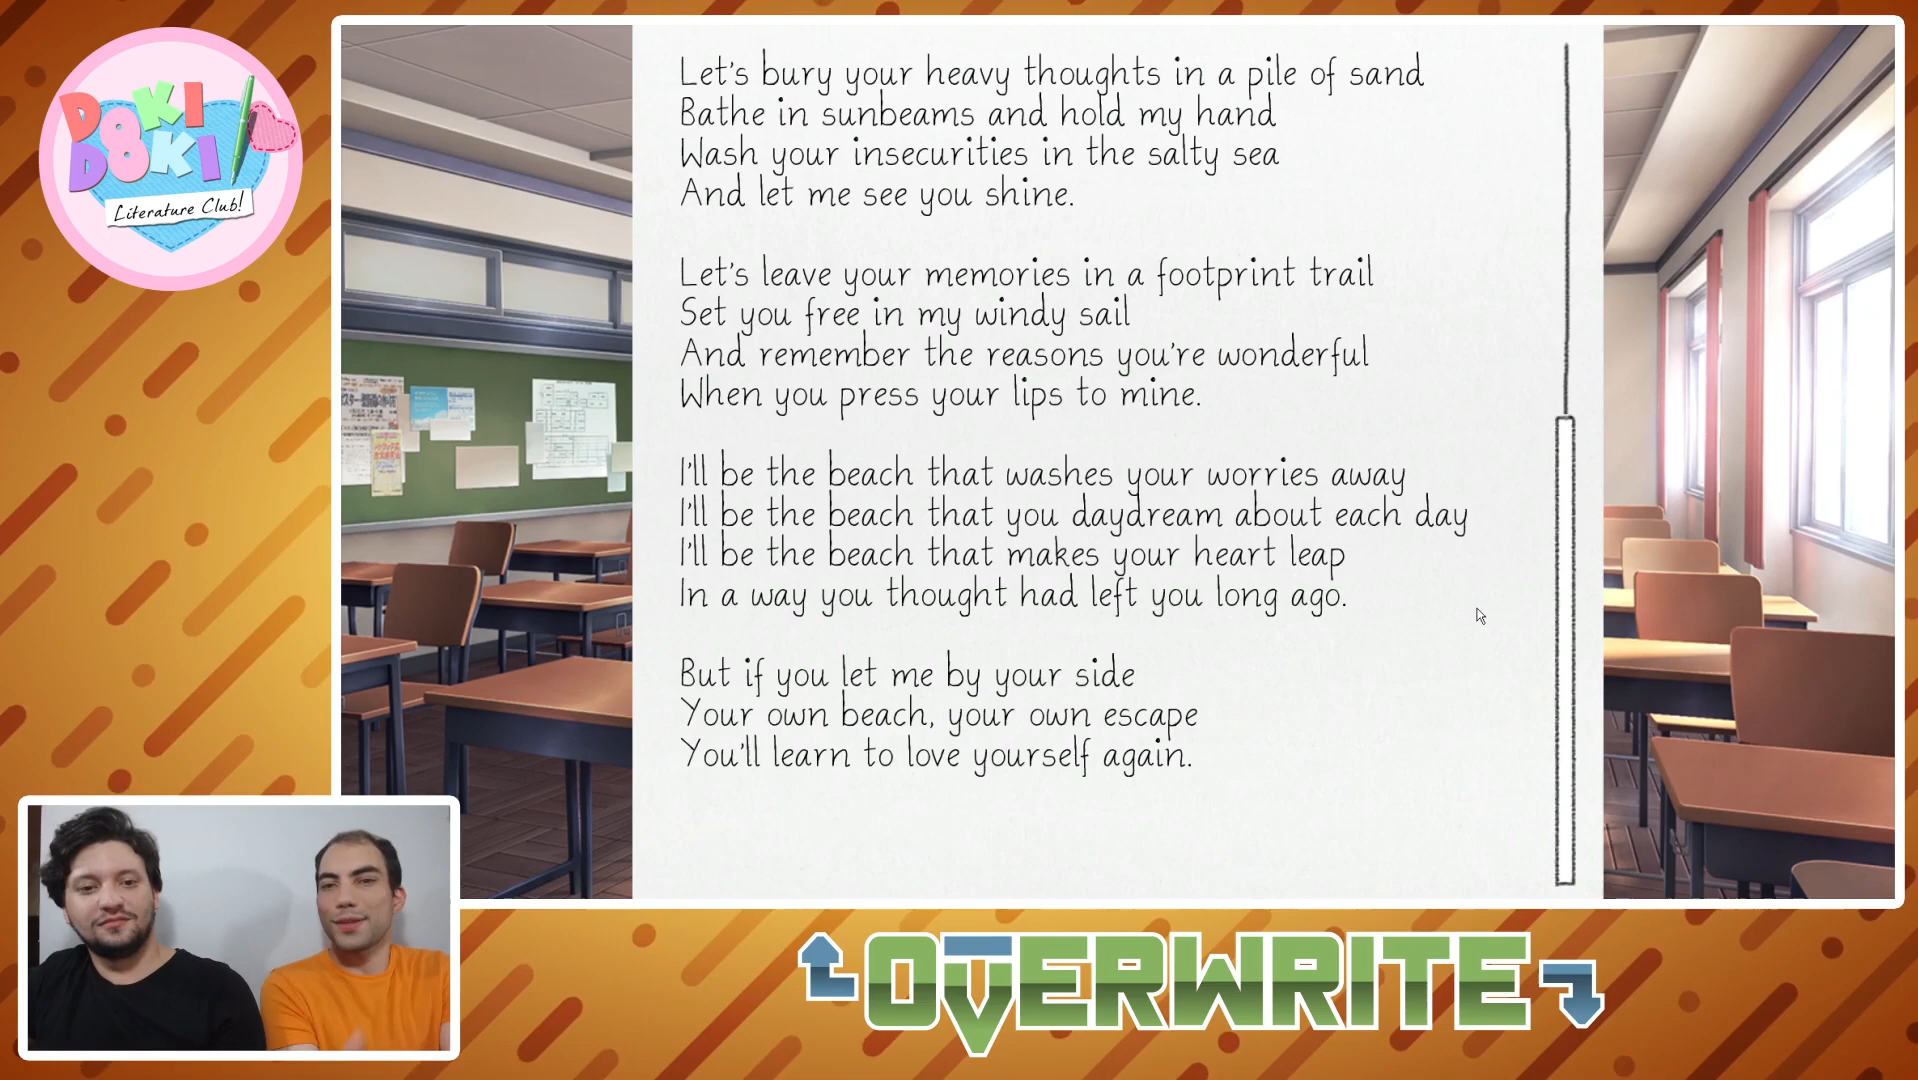 DOKI
DOKI
Literature Club!
Let's bury your heavy thoughts in a pile of sand
Bathe in sunbeams and hold my hand
Wash your insecurities in the salty sea
And let me see you shine.
Let's leave your memories in a footprint trail
Set you free in my windy sail
And remember the reasons you're wonderful
When you press your lips to mine.
I'll be the beach that washes your worries away
I'll be the beach that you daydream about each day
I'll be the beach that makes your heart leap
In a way you thought had left you long ago.
But if you let me by your side
Your own beach, your own escape
You'll learn to love yourself again.
OVERWRITE